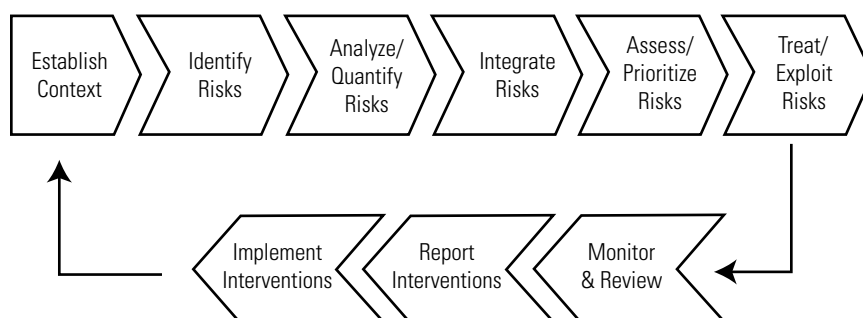 Establish
Context
Identify
Risks
Analyze/
Quantify
Risks
Integrate
Risks
Assess/
Prioritize
Risks
Treat/
Exploit
Risks
Monitor
& Review
Report
Interventions
Implement
Interventions